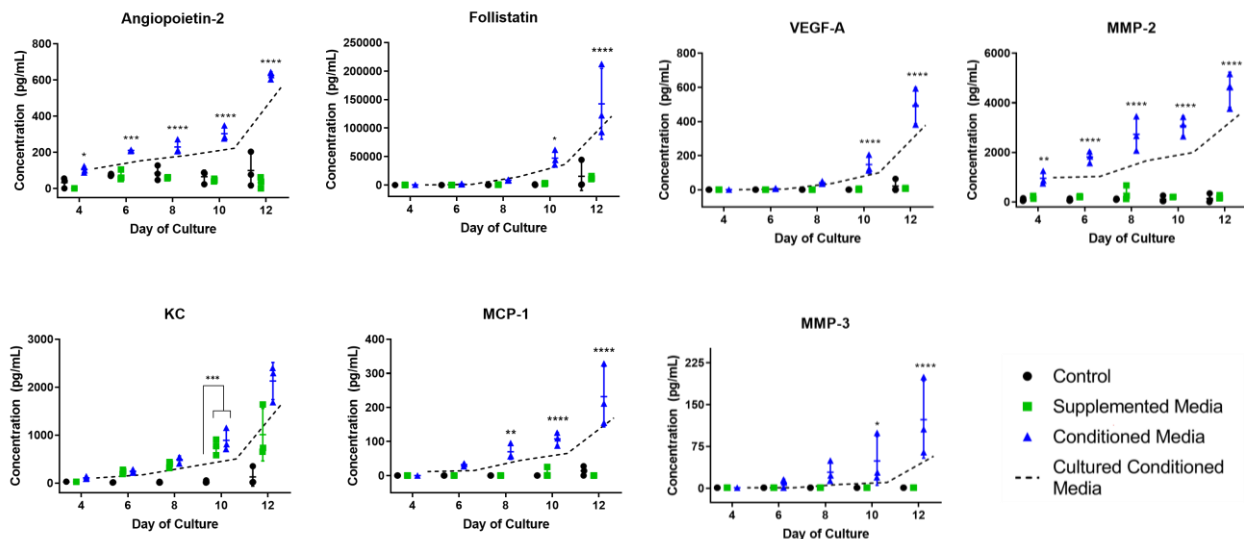 Angiopoietin-2
Concentration (pg/mL)
800
600
400
200
0
*
***
****
****
****
4 6 8 10 12
Day of Culture
Follistatin
Concentration (pg/mL)
250000
200000
150000
100000
50000
0
*
****
4 6 8 10 12
Day of Culture
VEGF-A
Concentration (pg/mL)
800
600
400
200
0
****
****
4 6 8 10 12
Day of Culture
MMP-2
Concentration (pg/mL)
6000
4000
2000
0
**
****
****
****
****
4 6 8 10 12
Day of Culture
KC
Concentration (pg/mL)
3000
2000
1000
0
***
4 6 8 10 12
Day of Culture
MCP-1
Concentration (pg/mL)
400
300
200
100
0
**
****
****
4 6 8 10 12
Day of Culture
MMP-3
Concentration (pg/mL)
225
150
75
0
*
****
4 6 8 10 12
Day of Culture
Control
Supplemented Media
Conditioned Media
Cultured Conditioned
Media